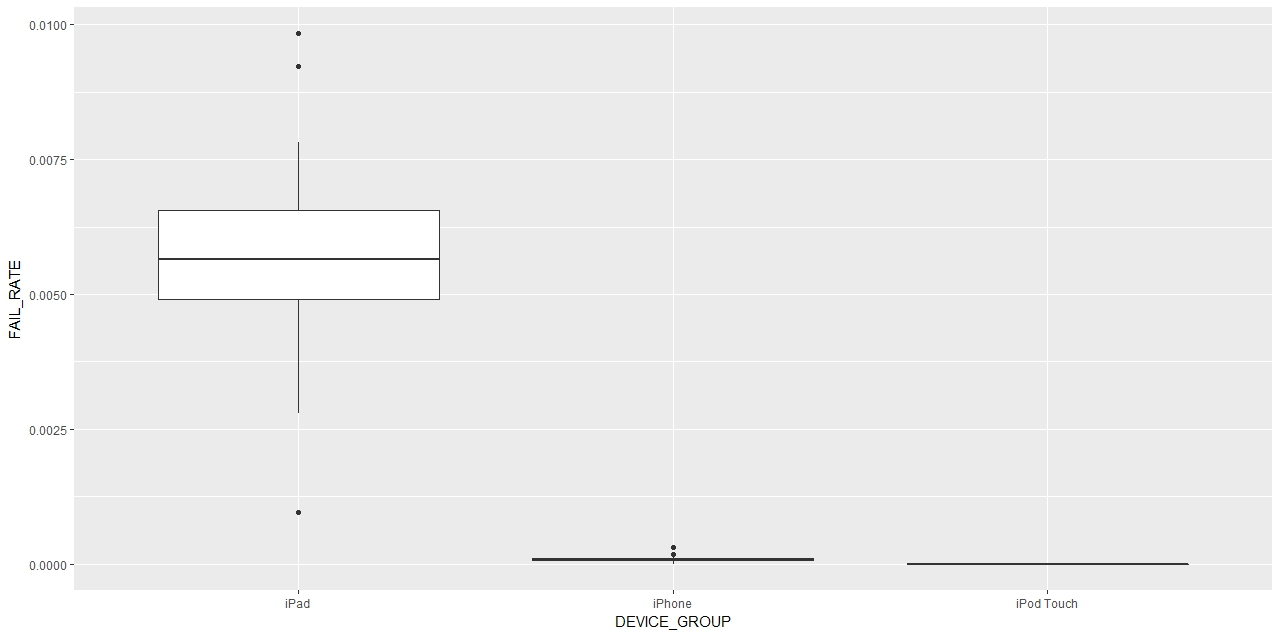 0.0100
0.0075
0.0050
0.0025
0.0000
FAIL_RATE
iPad
iPhone
iPod Touch
DEVICE_GROUP